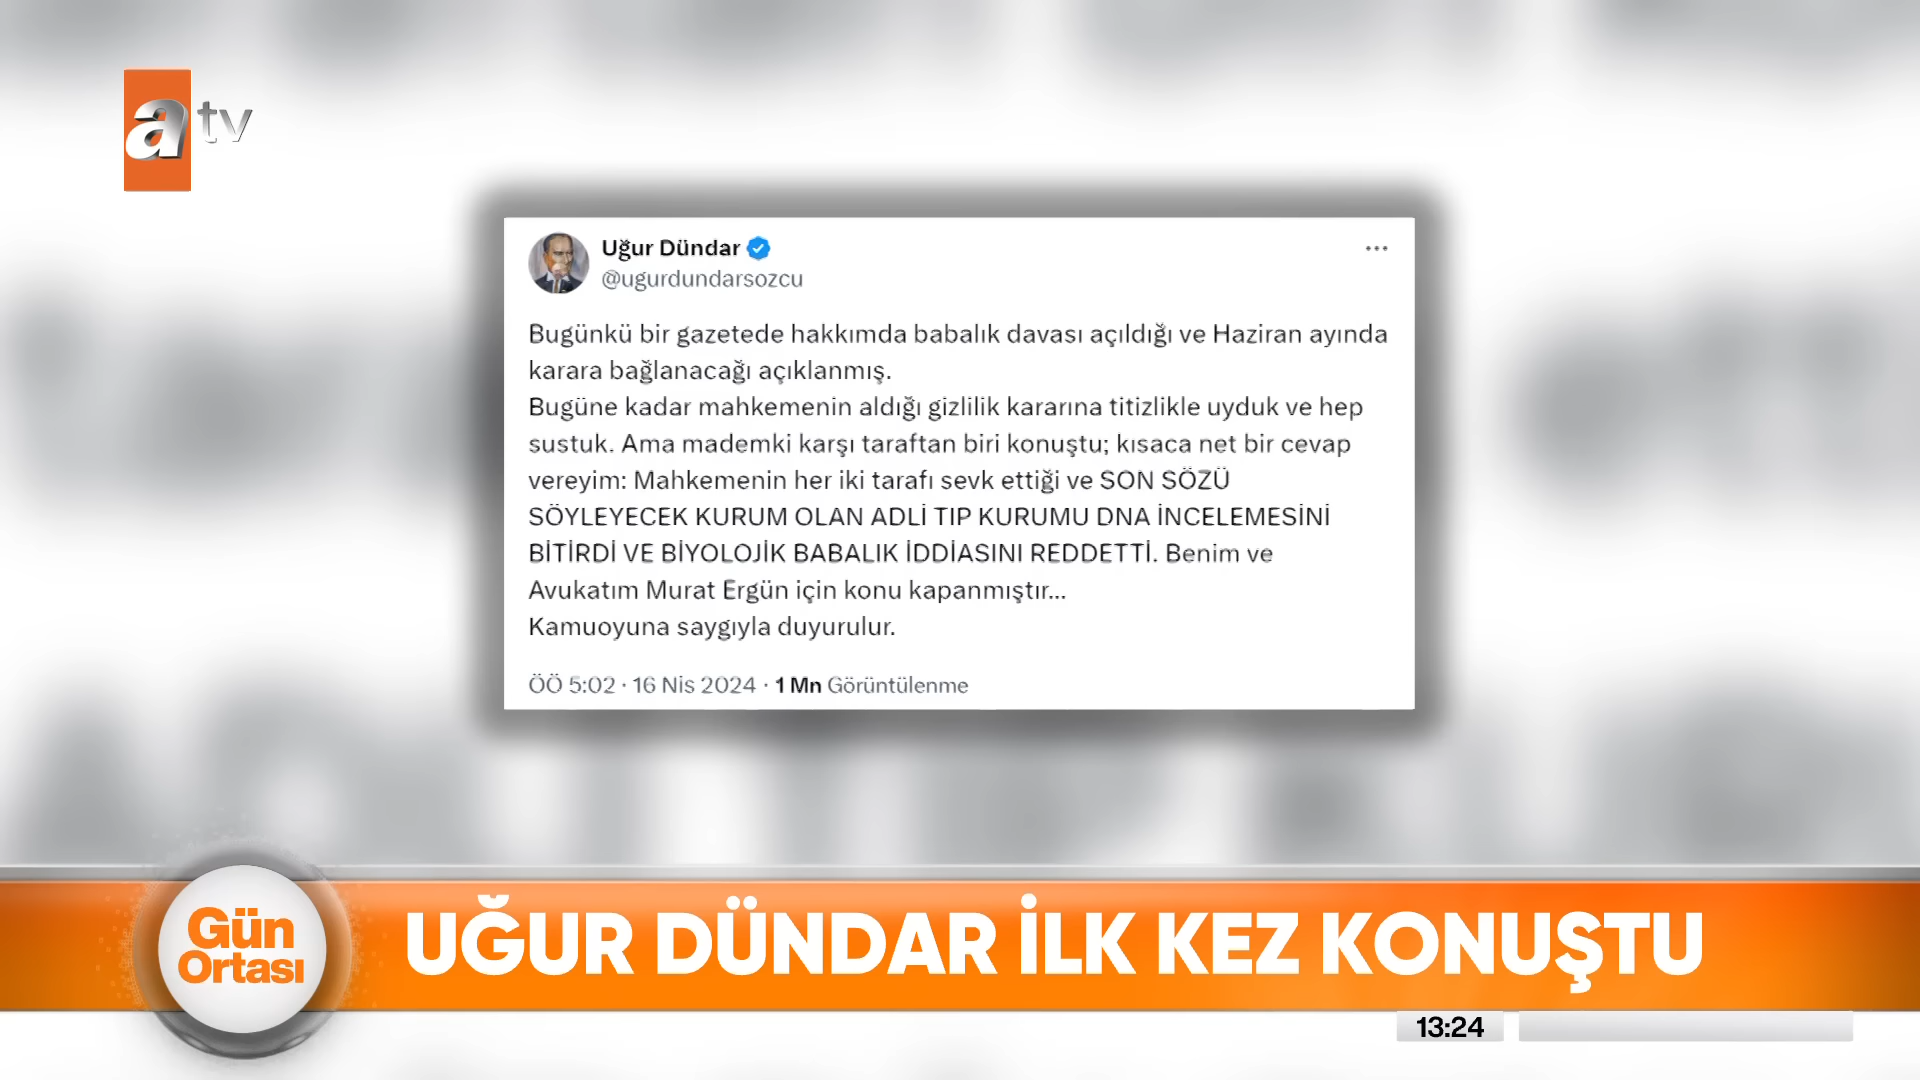 atv
Uğur Dündar
@ugurdundarsozcu
Bugünkü bir gazetede hakkımda babalık davası açıldığı ve Haziran ayında
karara bağlanacağı açıklanmış.
Bugüne kadar mahkemenin aldığı gizlilik kararına titizlikle uyduk ve hep
sustuk. Ama mademki karşı taraftan biri konuştu; kısaca net bir cevap
vereyim: Mahkemenin her iki tarafı sevk ettiği ve SON SÖZÜ
SÖYLEYECEK KURUM OLAN ADLİ TIP KURUMU DNA İNCELEMESİNİ
BİTİRDİ VE BİYOLOJİK BABALIK İDDİASINI REDDETTİ. Benim ve
Avukatım Murat Ergün için konu kapanmıştır...
Kamuoyuna saygıyla duyurulur.
ÖÖ 5:02 · 16 Nis 2024 · 1 Mn Görüntülenme
Gün
Ortası
UĞUR DÜNDAR İLK KEZ KONUŞTU
13:24